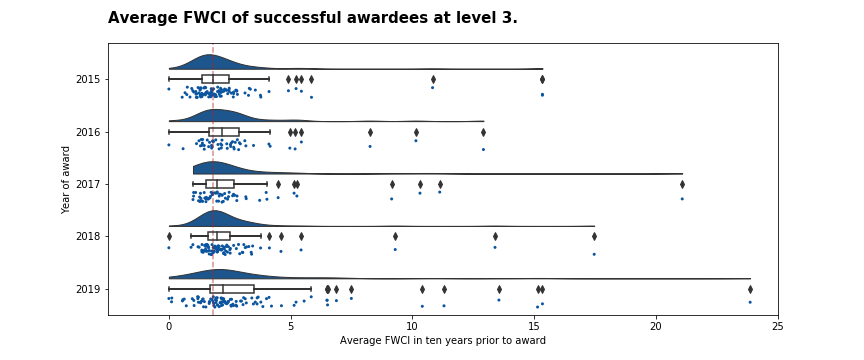 Average FWCI of successful awardees at level 3.
Year of award
2015
2016
2017
2018
2019
0 5 10 15 20 25
Average FWCI in ten years prior to award